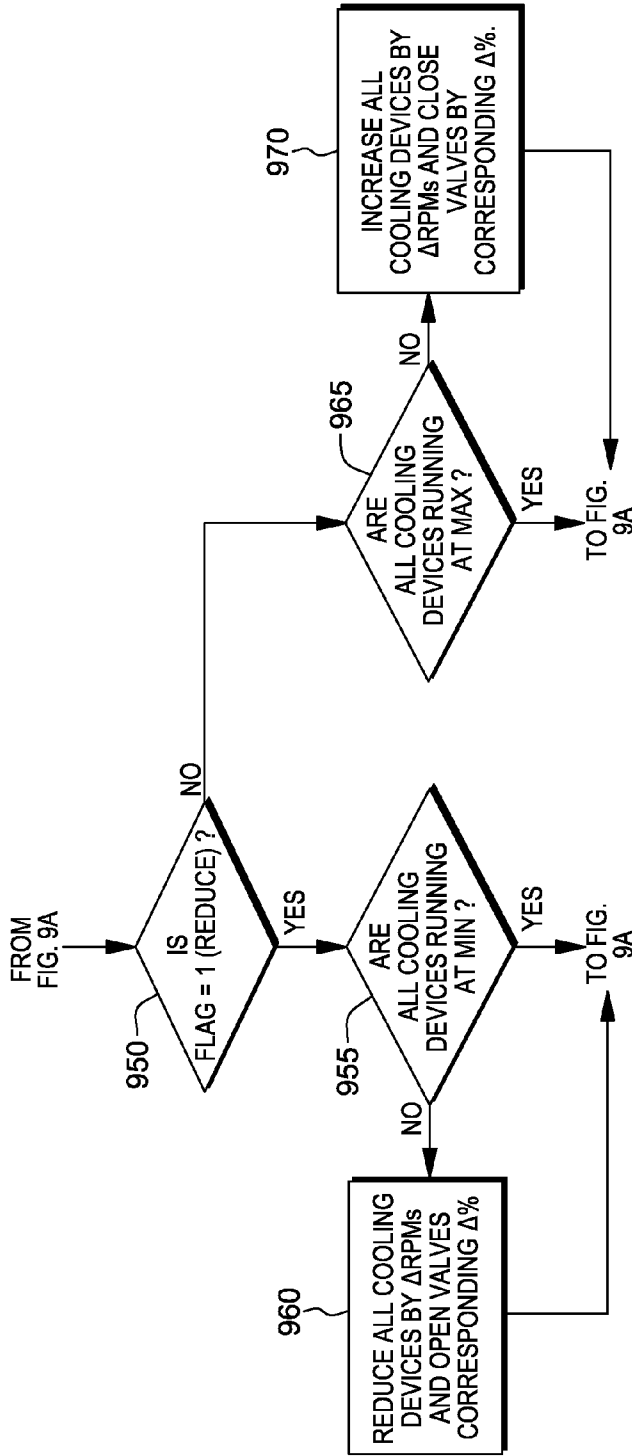 FROM
FIG. 9A
950
IS
FLAG = 1 (REDUCE) ?
NO
YES
955
ARE
ALL COOLING
DEVICES RUNNING
AT MIN ?
NO
YES
960
REDUCE ALL COOLING
DEVICES BY ΔRPMs
AND OPEN VALVES
CORRESPONDING Δ%
TO FIG.
9A
965
ARE
ALL COOLING
DEVICES RUNNING
AT MAX ?
NO
YES
970
INCREASE ALL
COOLING DEVICES BY
ΔRPMs AND CLOSE
VALVES BY
CORRESPONDING Δ%.
TO FIG.
9A